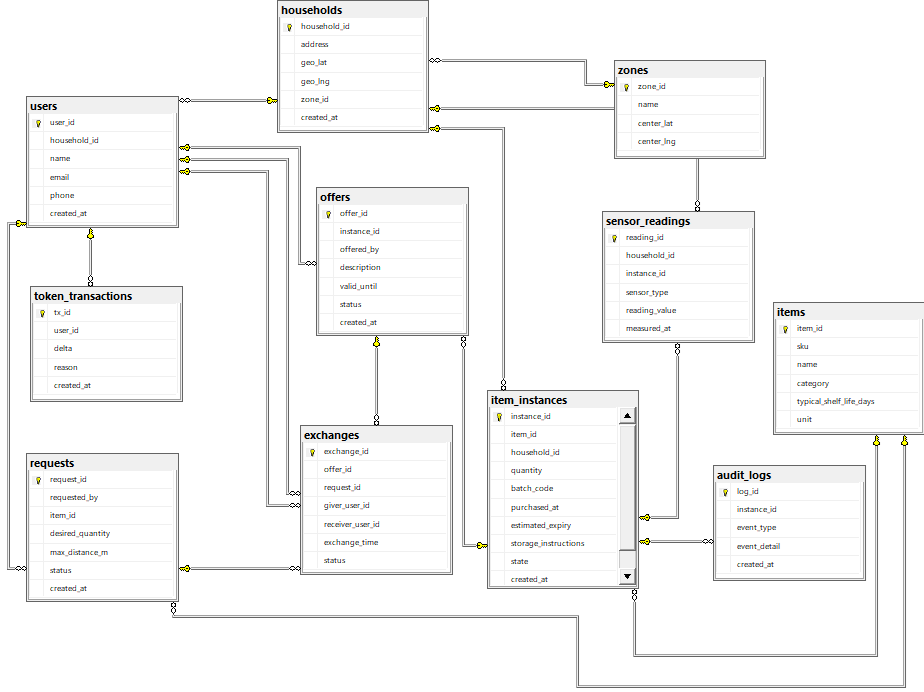 households
household_id
address
geo_lat
geo_lng
zone_id
created_at
zones
zone_id
name
center_lat
center_lng
users
user_id
household_id
name
email
phone
created_at
offers
offer_id
instance_id
offered_by
description
valid_until
status
created_at
sensor_readings
reading_id
household_id
instance_id
sensor_type
reading_value
measured_at
token_transactions
tx_id
user_id
delta
reason
created_at
items
item_id
sku
name
category
typical_shelf_life_days
unit
item_instances
instance_id
item_id
household_id
quantity
batch_code
purchased_at
estimated_expiry
storage_instructions
state
created_at
exchanges
exchange_id
offer_id
request_id
giver_user_id
receiver_user_id
exchange_time
status
requests
request_id
requested_by
item_id
desired_quantity
max_distance_m
status
created_at
audit_logs
log_id
instance_id
event_type
event_detail
created_at